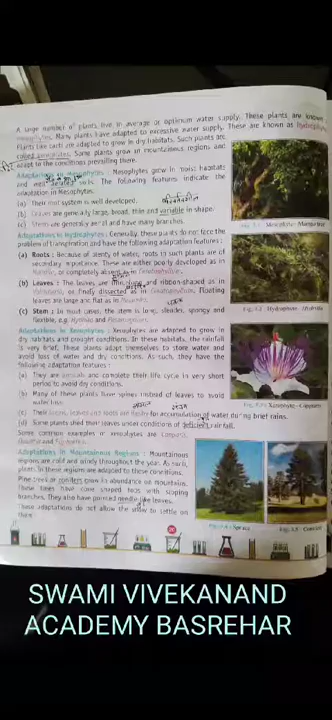 A large number of plants live in average or optimum water supply. These plants are known
mesophytes. Many plants have adapted to excessive water supply. These are known as hydrophytes.
Plants like cacti are adapted to grow in dry habitats. Such plants are
called xerophytes. Some plants grow in mountainous regions and
adapt to the conditions prevailing there.
Adaptations in Mesophytes : Mesophytes grow in moist habitats
and well aerated soils. The following features indicate the
adaptation in Mesophytes.
(a) Their root system is well developed.
(b) Leaves are generally large, broad, thin and variable in shape.
(c) Stems are generally aerial and have many branches.
Adaptations in Hydrophytes : Generally, these plants do not face the
problem of transpiration and have the following adaptation features :
(a) Roots : Because of plenty of water, roots in such plants are of
secondary importance. These are either poorly developed as in
or completely absent as in Ceratophyllum.
(b) Leaves : The leaves are thin, long and ribbon-shaped as in
or finely dissected as in Ceratophyllum. Floating
leaves are large and flat as in
(c) Stem : In most cases, the stem is long, slender, spongy and
flexible, e.g. Hydrilla and Potamogeton.
Adaptations in Xerophytes : Xerophytes are adapted to grow in
dry habitats and drought conditions. In these habitats, the rainfall
is very brief. These plants adapt themselves to store water and
avoid loss of water and dry conditions. As such, they have the
following adaptation features :
(a) They are annuals and complete their life cycle in very short
period to avoid dry conditions.
(b) Many of these plants have spines instead of leaves to avoid
water loss.
(c) Their leaves and roots are fleshy for accumulation of water during brief rains.
(d) Some plants shed their leaves under conditions of deficient rainfall.
Some common examples of xerophytes are
Adaptations in Mountainous Regions : Mountainous
regions are cold and windy throughout the year. As such,
plants in these regions are adapted to these conditions.
Pine trees or conifers grow in abundance on mountains.
These trees have cone shaped tops with sloping
branches. They also have pointed needle like leaves.
These adaptations do not allow the water to settle on
them.
SWAMI VIVEKANAND
ACADEMY BASREHAR